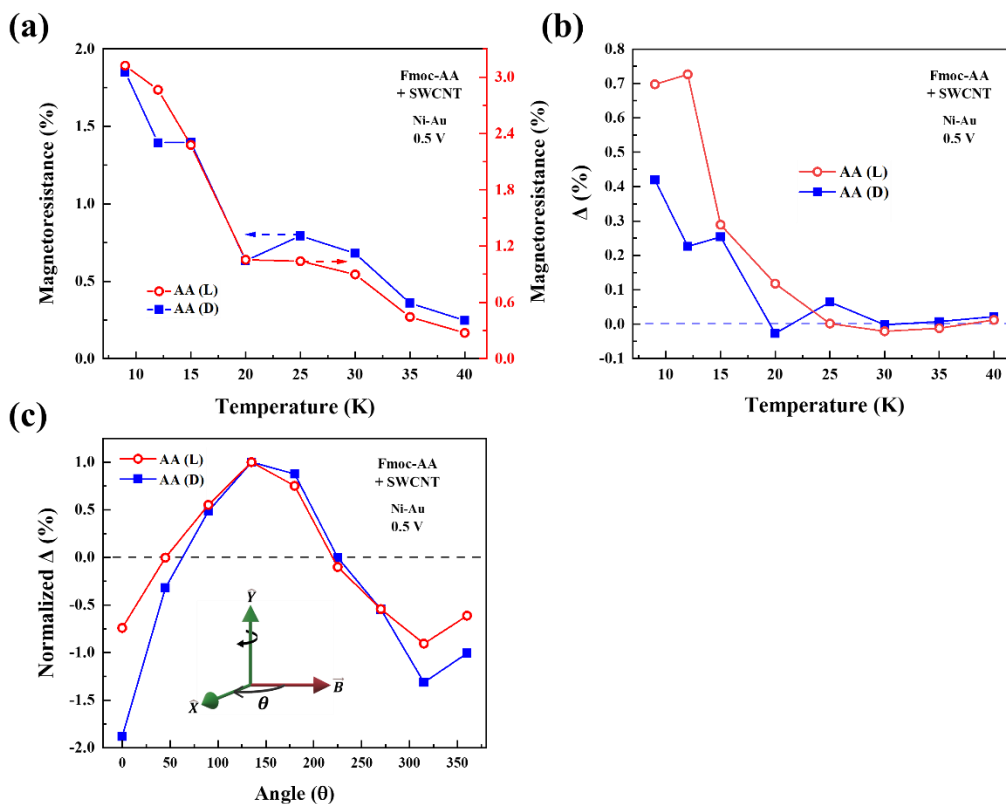 (a)
2.0
1.5
1.0
0.5
0.0
Magnetoresistance (%)
3.0
2.4
1.8
1.2
0.6
0.0
Magnetoresistance (%)
Fmoc-AA
+ SWCNT
Ni-Au
0.5 V
AA (L)
AA (D)
10 15 20 25 30 35 40
Temperature (K)
(b)
0.8
0.7
0.6
0.5
0.4
0.3
0.2
0.1
0.0
-0.1
Δ (%)
Fmoc-AA
+ SWCNT
Ni-Au
0.5 V
AA (L)
AA (D)
10 15 20 25 30 35 40
Temperature (K)
(c)
1.0
0.5
0.0
-0.5
-1.0
-1.5
-2.0
Normalized Δ (%)
AA (L)
AA (D)
Fmoc-AA
+ SWCNT
Ni-Au
0.5 V
Y
X
B
θ
0 50 100 150 200 250 300 350
Angle (θ)